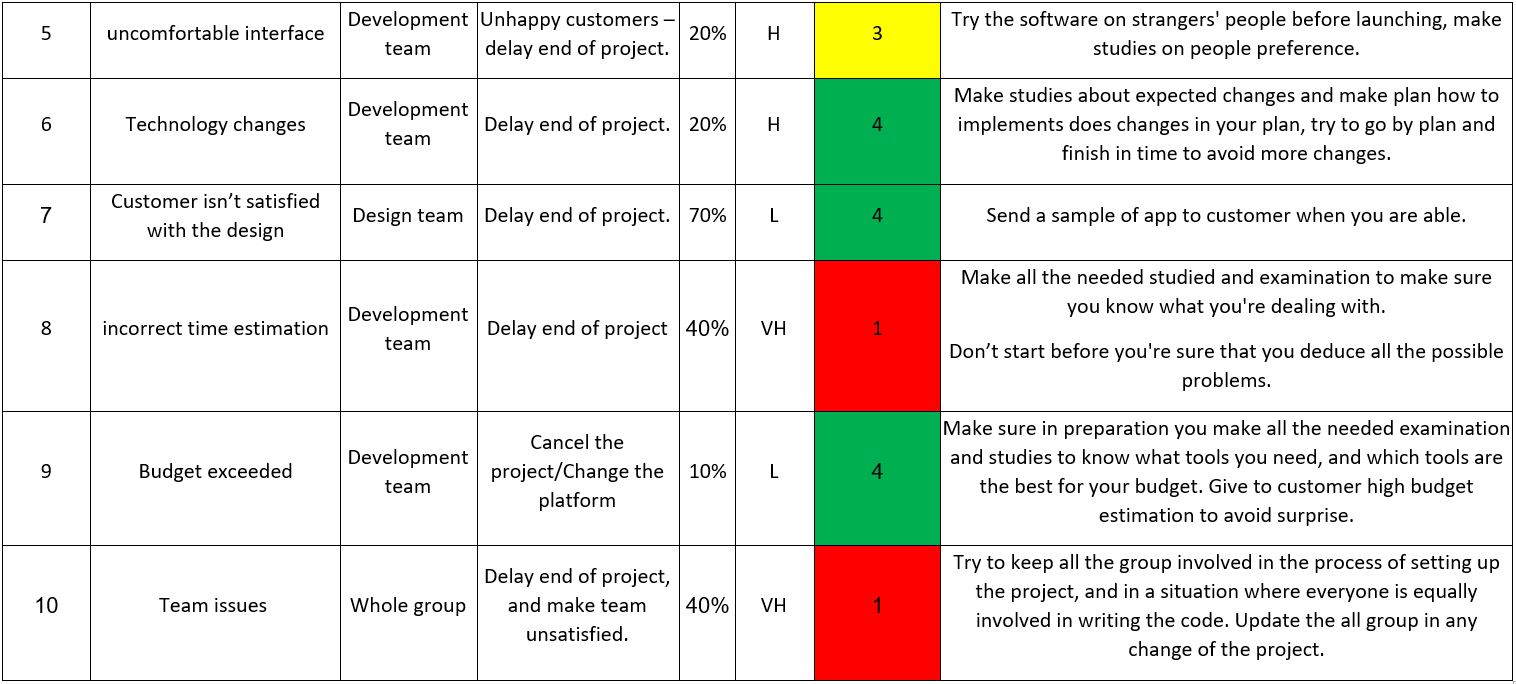 5
uncomfortable interface
Development
team
Unhappy customers –
delay end of project.
20%
H
3
Try the software on strangers' people before launching, make
studies on people preference.
6
Technology changes
Development
team
Delay end of project.
20%
H
4
Make studies about expected changes and make plan how to
implements does changes in your plan, try to go by plan and
finish in time to avoid more changes.
7
Customer isn’t satisfied
with the design
Design team
Delay end of project.
70%
L
4
Send a sample of app to customer when you are able.
8
incorrect time estimation
Development
team
Delay end of project
40%
VH
1
Make all the needed studied and examination to make sure
you know what you're dealing with.
Don’t start before you're sure that you deduce all the possible
problems.
9
Budget exceeded
Development
team
Cancel the
project/Change the
platform
10%
L
4
Make sure in preparation you make all the needed examination
and studies to know what tools you need, and which tools are
the best for your budget. Give to customer high budget
estimation to avoid surprise.
10
Team issues
Whole group
Delay end of project,
and make team
unsatisfied.
40%
VH
1
Try to keep all the group involved in the process of setting up
the project, and in a situation where everyone is equally
involved in writing the code. Update the all group in any
change of the project.